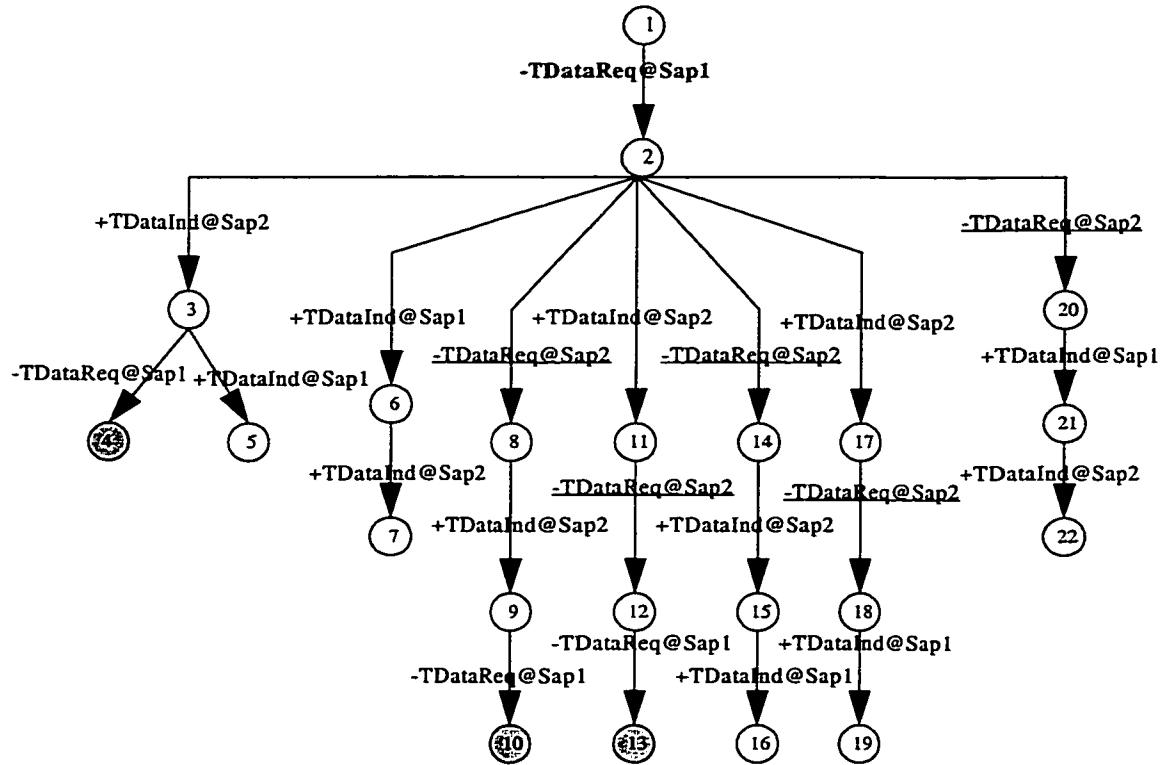 1
-TDataReq@Sap1
2
+TDataInd@Sap2
-TDataReq@Sap2
3
20
+TDataInd@Sap1
+TDataInd@Sap2
+TDataInd@Sap2
-TDataReq@Sap2
-TDataReq@Sap2
+TDataInd@Sap1
-TDataReq@Sap1
+TDataInd@Sap1
6
21
4
5
8
11
14
17
+TDataInd@Sap2
+TDataInd@Sap2
-TDataReq@Sap2
-TDataReq@Sap2
+TDataInd@Sap2
+TDataInd@Sap2
7
22
9
12
15
18
-TDataReq@Sap1
+TDataInd@Sap1
-TDataReq@Sap1
+TDataInd@Sap1
10
13
16
19